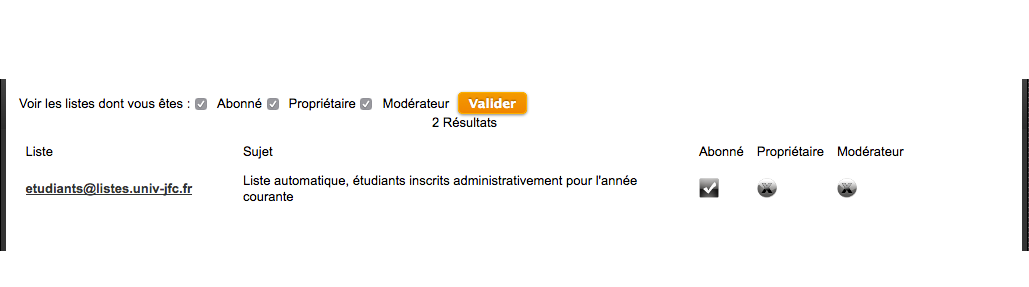 Voir les listes dont vous êtes : Abonné Propriétaire Modérateur Valider
2 Résultats
Liste Sujet Abonné Propriétaire Modérateur
etudiants@listes.univ-jfc.fr Liste automatique, étudiants inscrits administrativement pour l'année
courante